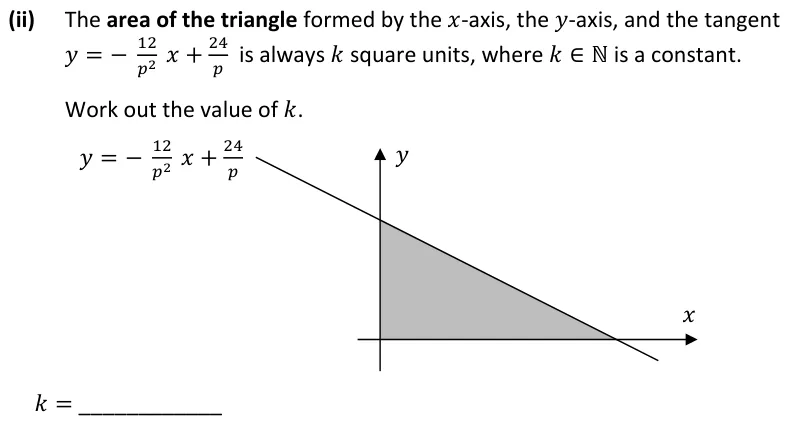 (ii) The area of the triangle formed by the x-axis, the y-axis, and the tangent
y = − 12/p² x + 24/p is always k square units, where k ∈ ℕ is a constant.
Work out the value of k.
y = − 12/p² x + 24/p
y
x
k = ____________